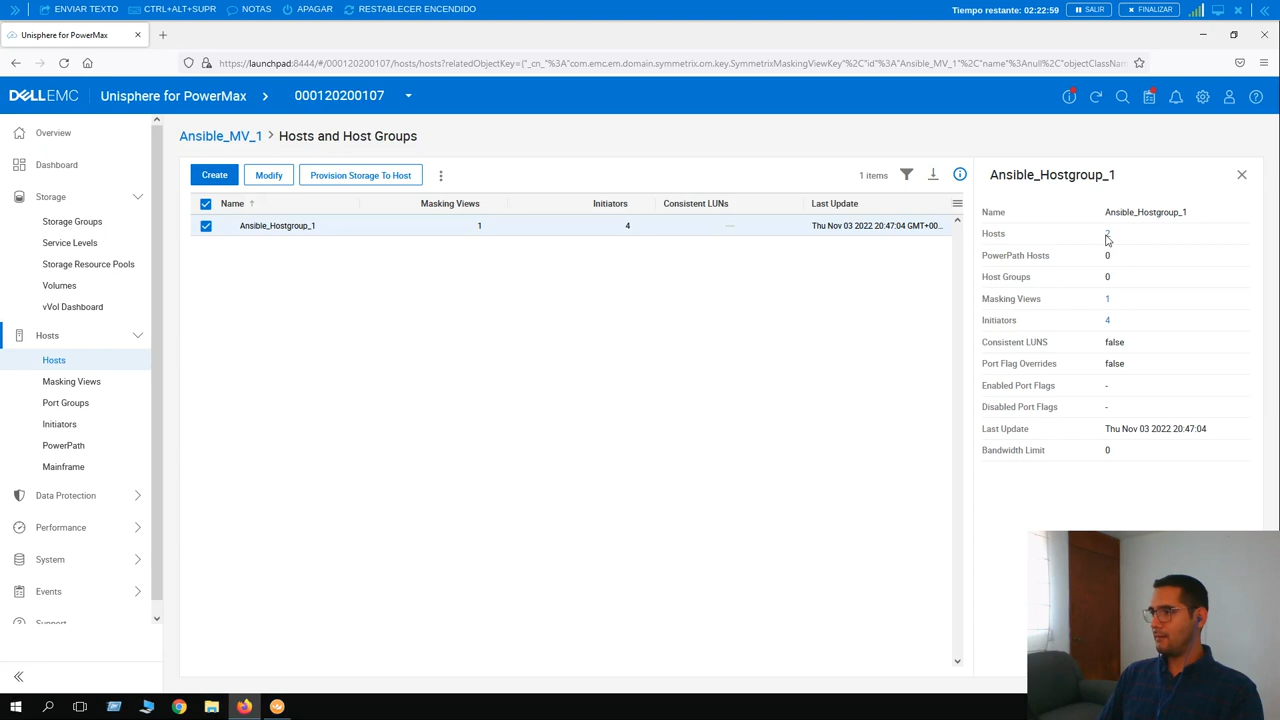 ENVIAR TEXTO CTRL+ALT+SUPR NOTAS APAGAR RESTABLECER ENCENDIDO Tiempo restante: 02:22:59 SALIR FINALIZAR
Unisphere for PowerMax
https://launchpad:8444/#/000120200107/hosts/hosts?relatedObjectKey={"_cn_"%3A"com.emc.em.domain.symmetrix.om.key.SymmetrixMaskingViewKey"%2C"id"%3A"Ansible_MV_1"%2C"name"%3Anull%2C"objectClassNam
DELLEMC Unisphere for PowerMax 000120200107
Overview
Dashboard
Storage
Storage Groups
Service Levels
Storage Resource Pools
Volumes
vVol Dashboard
Hosts
Hosts
Masking Views
Port Groups
Initiators
PowerPath
Mainframe
Data Protection
Performance
System
Events
Support
Ansible_MV_1 > Hosts and Host Groups
Create Modify Provision Storage To Host 1 items
Name Masking Views Initiators Consistent LUNs Last Update
Ansible_Hostgroup_1 1 4 — Thu Nov 03 2022 20:47:04 GMT+00...
Ansible_Hostgroup_1
Name Ansible_Hostgroup_1
Hosts 2
PowerPath Hosts 0
Host Groups 0
Masking Views 1
Initiators 4
Consistent LUNS false
Port Flag Overrides false
Enabled Port Flags -
Disabled Port Flags -
Last Update Thu Nov 03 2022 20:47:04
Bandwidth Limit 0